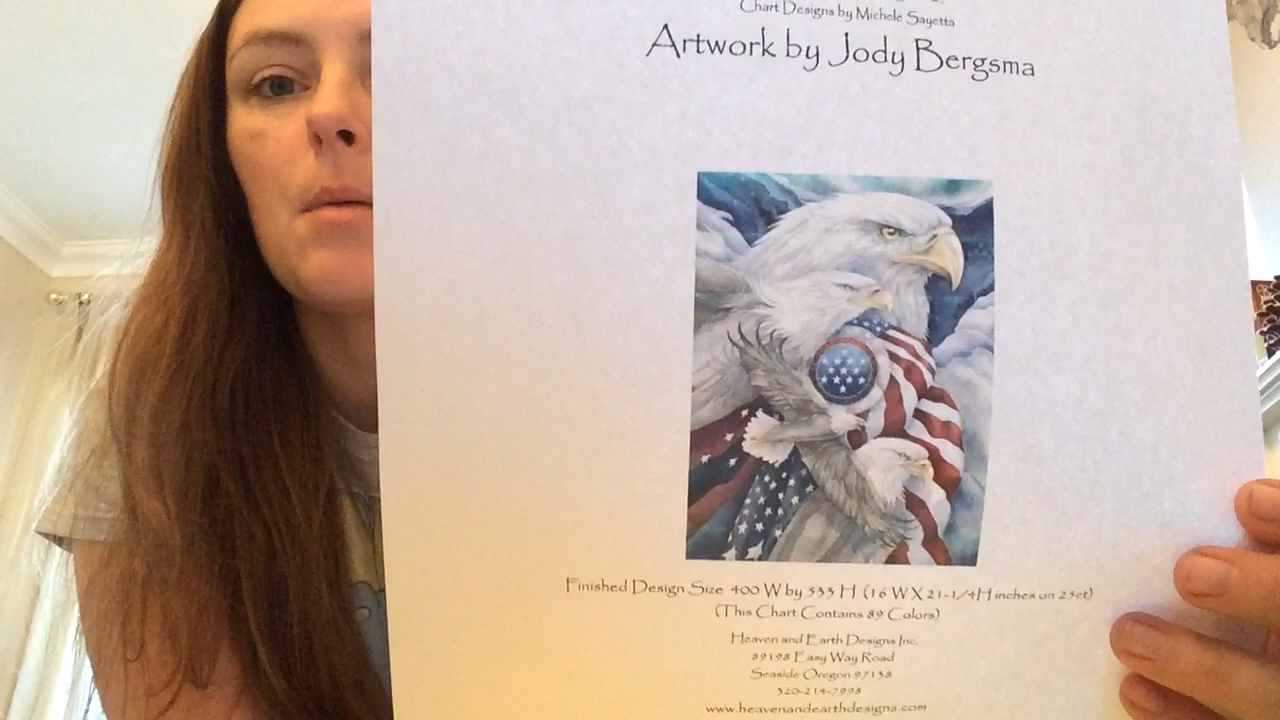 Chart Designs by Michele Sayetta
Artwork by Jody Bergsma
Finished Design Size 400 W by 533 H (16 W X 21-1/4H inches on 25ct)
(This Chart Contains 89 Colors)
Heaven and Earth Designs Inc.
89198 Easy Way Road
Seaside Oregon 97138
320-214-7998
www.heavenandearthdesigns.com